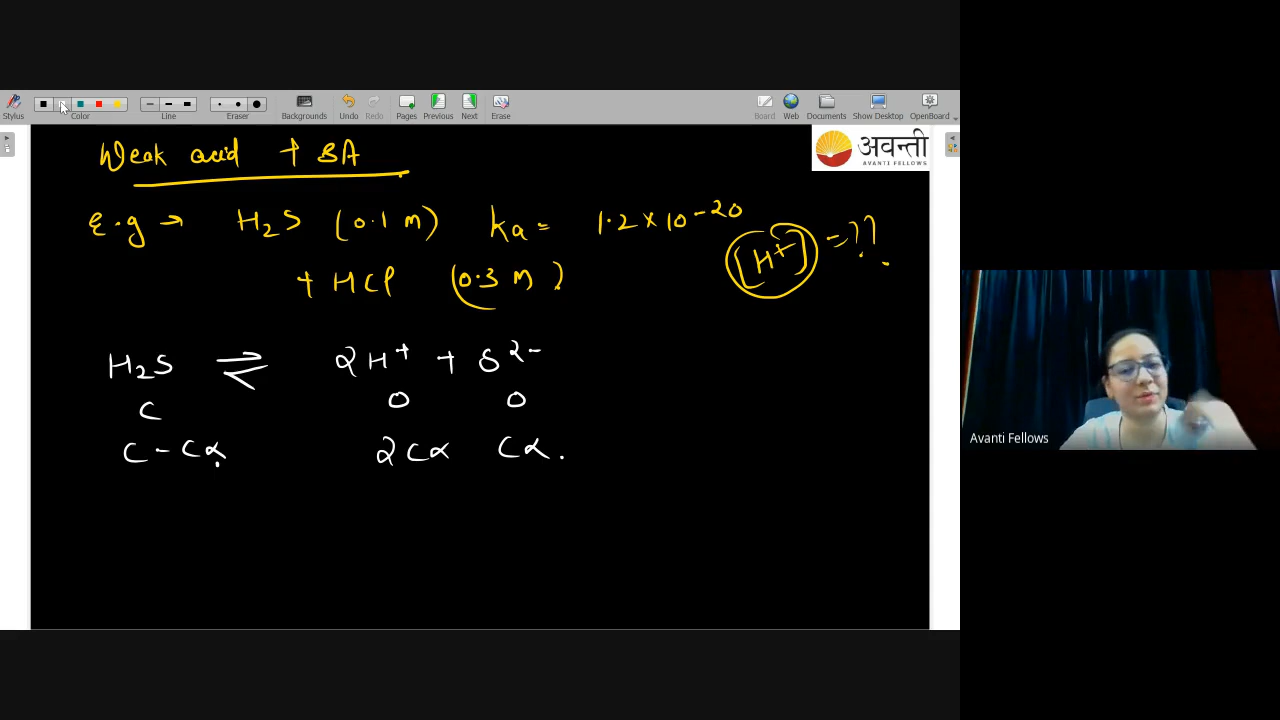 Stylus
Color
Line
Eraser
Backgrounds
Undo
Redo
Pages
Previous
Next
Erase
Board
Web
Documents
Show Desktop
OpenBoard
अवन्ती
AVANTI FELLOWS
Weak acid + SA
e.g → H₂S (0.1 m) ka = 1.2 × 10⁻²⁰
[H⁺] = ??.
+ HCl (0.3 m)
H₂S ⇌ 2H⁺ + S²⁻
C 0 0
C - Cα 2Cα Cα.
Avanti Fellows